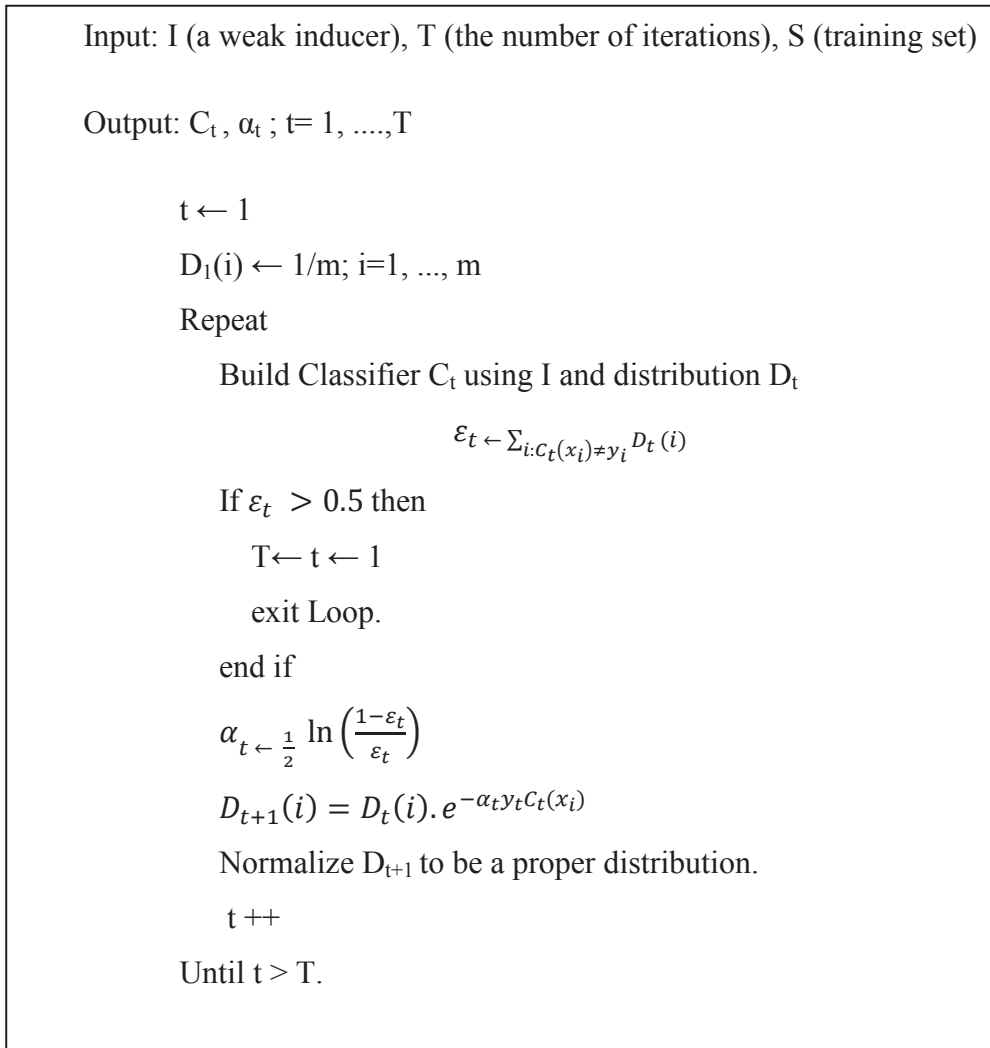 Input: I (a weak inducer), T (the number of iterations), S (training set)
Output: Cₜ , αₜ ; t= 1, ....,T
t ← 1
D₁(i) ← 1/m; i=1, ..., m
Repeat
Build Classifier Cₜ using I and distribution Dₜ
εₜ ← ∑_{i:Cₜ(xᵢ)≠yᵢ} Dₜ (i)
If εₜ > 0.5 then
T← t ← 1
exit Loop.
end if
αₜ ← ½ ln ((1−εₜ)/εₜ)
Dₜ₊₁(i) = Dₜ(i). e^{−αₜyₜCₜ(xᵢ)}
Normalize Dₜ₊₁ to be a proper distribution.
t ++
Until t > T.